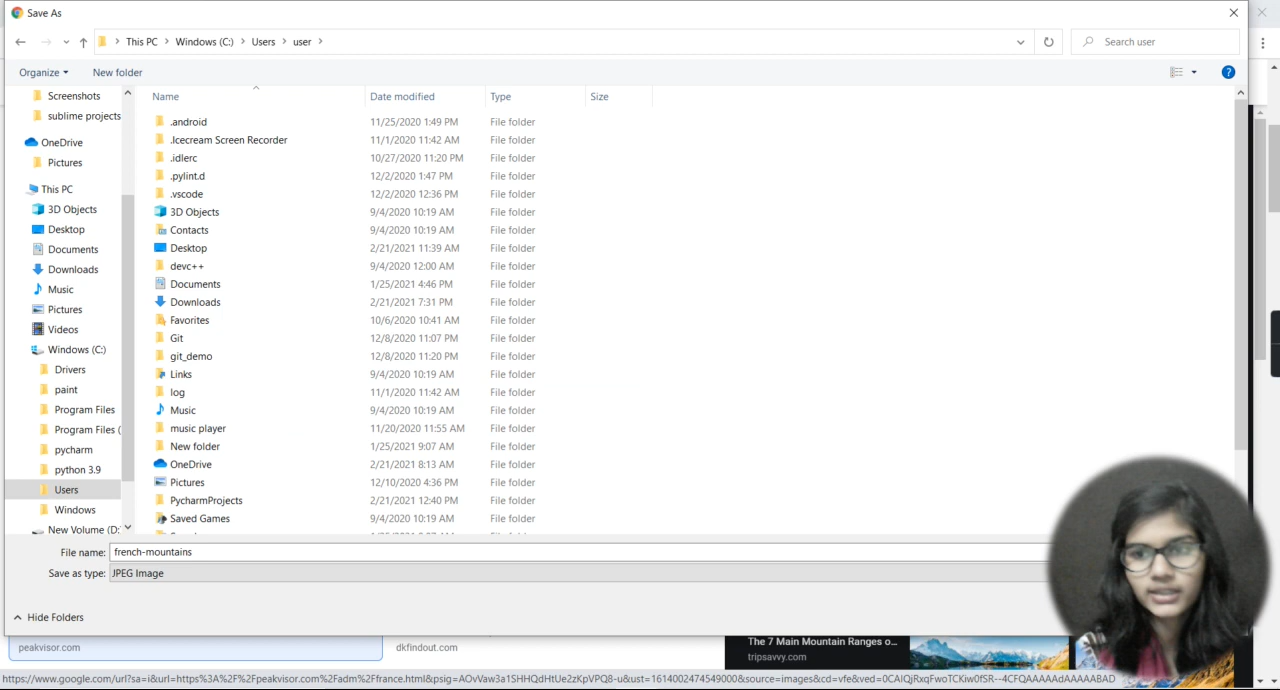 Save As
This PC > Windows (C:) > Users > user >
Search user
Organize
New folder
?
Screenshots
sublime projects
OneDrive
Pictures
This PC
3D Objects
Desktop
Documents
Downloads
Music
Pictures
Videos
Windows (C:)
Drivers
paint
Program Files
Program Files (
pycharm
python 3.9
Users
Windows
New Volume (D:
Name Date modified Type Size
.android 11/25/2020 1:49 PM File folder
.Icecream Screen Recorder 11/1/2020 11:42 AM File folder
.idlerc 10/27/2020 11:20 PM File folder
.pylint.d 12/2/2020 1:47 PM File folder
.vscode 12/2/2020 12:36 PM File folder
3D Objects 9/4/2020 10:19 AM File folder
Contacts 9/4/2020 10:19 AM File folder
Desktop 2/21/2021 11:39 AM File folder
devc++ 9/4/2020 12:00 AM File folder
Documents 1/25/2021 4:46 PM File folder
Downloads 2/21/2021 7:31 PM File folder
Favorites 10/6/2020 10:41 AM File folder
Git 12/8/2020 11:07 PM File folder
git_demo 12/8/2020 11:20 PM File folder
Links 9/4/2020 10:19 AM File folder
log 11/1/2020 11:42 AM File folder
Music 9/4/2020 10:19 AM File folder
music player 11/20/2020 11:55 AM File folder
New folder 1/25/2021 9:07 AM File folder
OneDrive 2/21/2021 8:13 AM File folder
Pictures 12/10/2020 4:36 PM File folder
PycharmProjects 2/21/2021 12:40 PM File folder
Saved Games 9/4/2020 10:19 AM File folder
File name: french-mountains
Save as type: JPEG Image
Hide Folders
peakvisor.com
dkfindout.com
The 7 Main Mountain Ranges o...
tripsavvy.com
https://www.google.com/url?sa=i&url=https%3A%2F%2Fpeakvisor.com%2Fadm%2Ffrance.html&psig=AOvVaw3a1SHHQdHtUe2zKpVPQ8-u&ust=1614002474549000&source=images&cd=vfe&ved=0CAIQjRxqFwoTCKiw0fSR--4CFQAAAAAdAAAAABAD